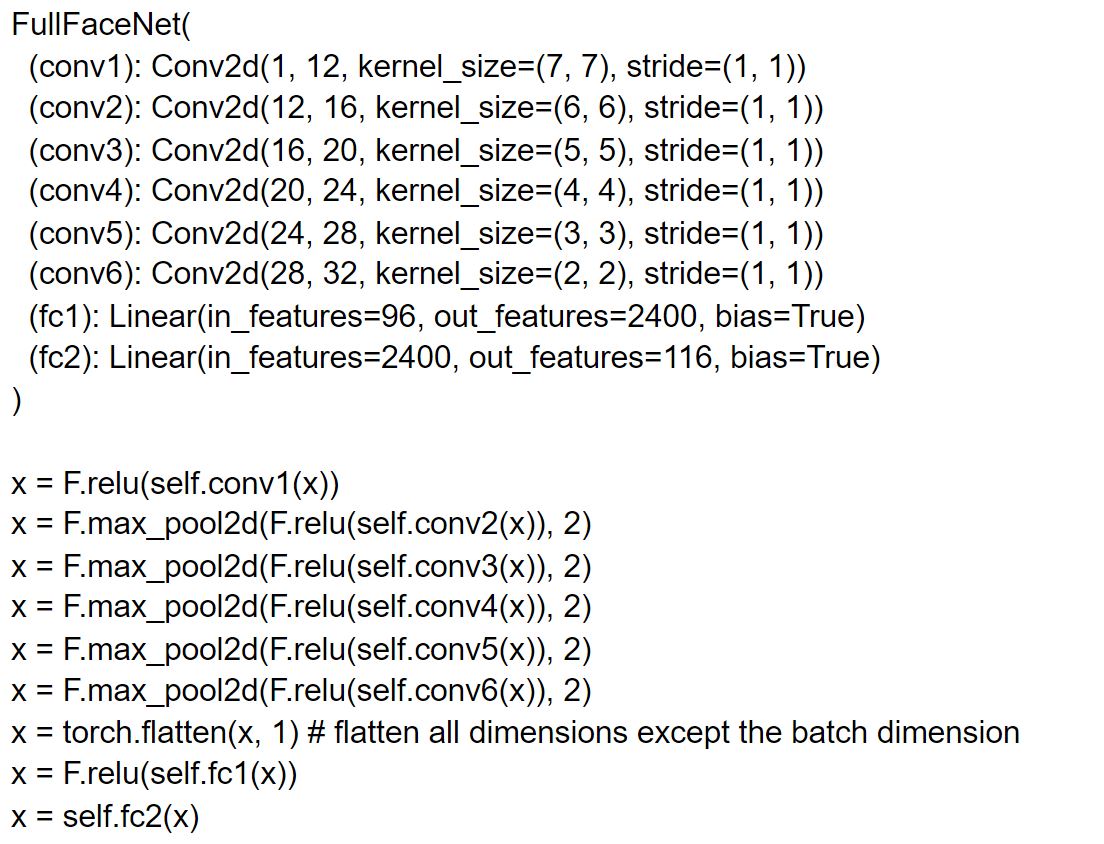 FullFaceNet(
(conv1): Conv2d(1, 12, kernel_size=(7, 7), stride=(1, 1))
(conv2): Conv2d(12, 16, kernel_size=(6, 6), stride=(1, 1))
(conv3): Conv2d(16, 20, kernel_size=(5, 5), stride=(1, 1))
(conv4): Conv2d(20, 24, kernel_size=(4, 4), stride=(1, 1))
(conv5): Conv2d(24, 28, kernel_size=(3, 3), stride=(1, 1))
(conv6): Conv2d(28, 32, kernel_size=(2, 2), stride=(1, 1))
(fc1): Linear(in_features=96, out_features=2400, bias=True)
(fc2): Linear(in_features=2400, out_features=116, bias=True)
)
x = F.relu(self.conv1(x))
x = F.max_pool2d(F.relu(self.conv2(x)), 2)
x = F.max_pool2d(F.relu(self.conv3(x)), 2)
x = F.max_pool2d(F.relu(self.conv4(x)), 2)
x = F.max_pool2d(F.relu(self.conv5(x)), 2)
x = F.max_pool2d(F.relu(self.conv6(x)), 2)
x = torch.flatten(x, 1) # flatten all dimensions except the batch dimension
x = F.relu(self.fc1(x))
x = self.fc2(x)